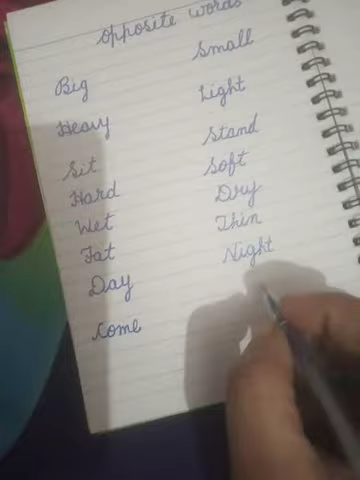 Opposite words
Big Small
Heavy Light
Sit Stand
Hard Soft
Wet Dry
Fat Thin
Day Night
Come